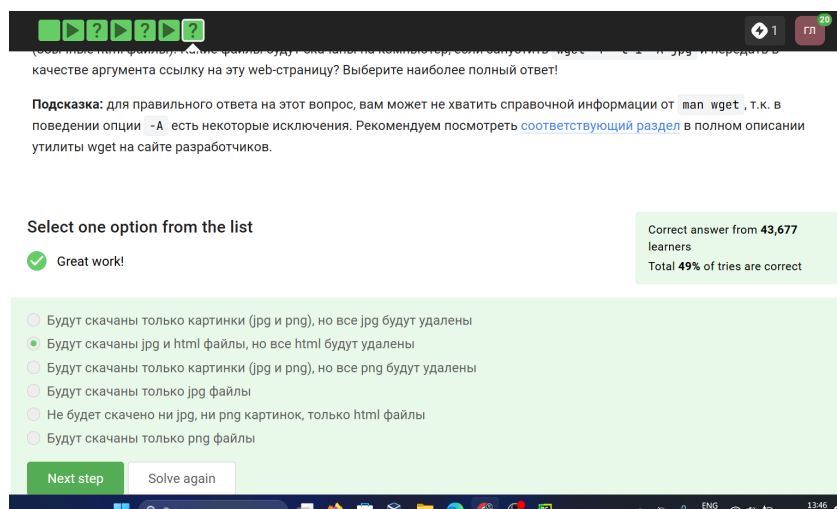 1
ГЛ
20
качестве аргумента ссылку на эту web-страницу? Выберите наиболее полный ответ!
Подсказка: для правильного ответа на этот вопрос, вам может не хватить справочной информации от man wget , т.к. в
поведении опции -A есть некоторые исключения. Рекомендуем посмотреть соответствующий раздел в полном описании
утилиты wget на сайте разработчиков.
Select one option from the list
Great work!
Correct answer from 43,677
learners
Total 49% of tries are correct
Будут скачаны только картинки (jpg и png), но все jpg будут удалены
Будут скачаны jpg и html файлы, но все html будут удалены
Будут скачаны только картинки (jpg и png), но все png будут удалены
Будут скачаны только jpg файлы
Не будет скачено ни jpg, ни png картинок, только html файлы
Будут скачаны только png файлы
Next step
Solve again
ENG
13:46